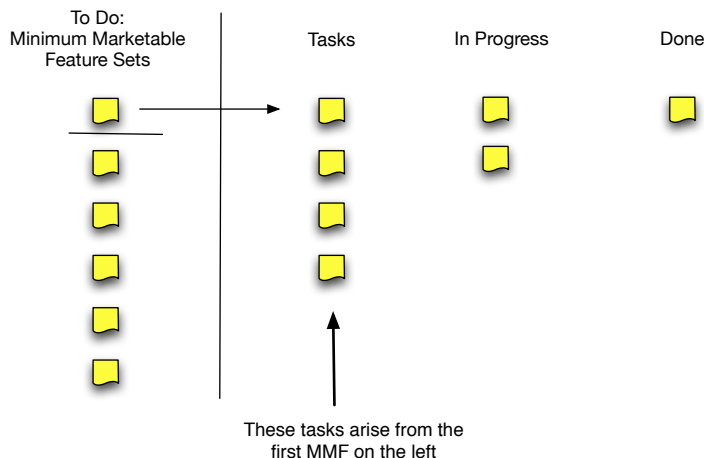 To Do:
Minimum Marketable
Feature Sets
Tasks
In Progress
Done
These tasks arise from the
first MMF on the left